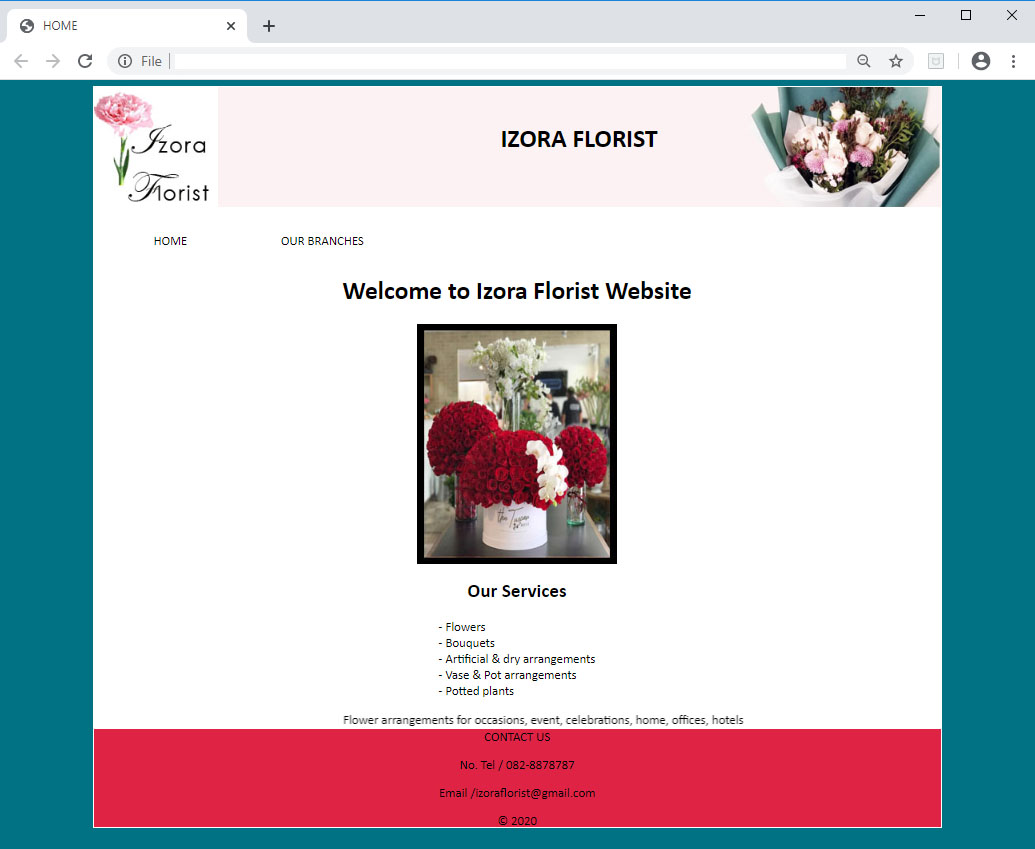 HOME
File
Izora
Florist
IZORA FLORIST
HOME
OUR BRANCHES
Welcome to Izora Florist Website
the
Our Services
- Flowers
- Bouquets
- Artificial & dry arrangements
- Vase & Pot arrangements
- Potted plants
Flower arrangements for occasions, event, celebrations, home, offices, hotels
CONTACT US
No. Tel / 082-8878787
Email /izoraflorist@gmail.com
© 2020